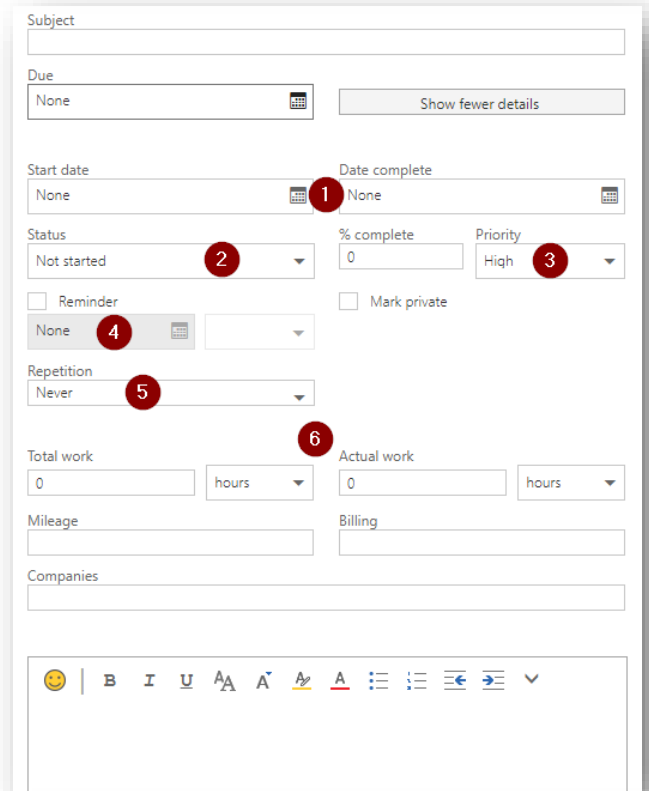 Subject
Due
None
Show fewer details
Start date Date complete
None 1 None
Status % complete Priority
Not started 2 0 High 3
Reminder Mark private
None 4
Repetition
Never 5
6
Total work Actual work
0 hours 0 hours
Mileage Billing
Companies
B I U AA A A A